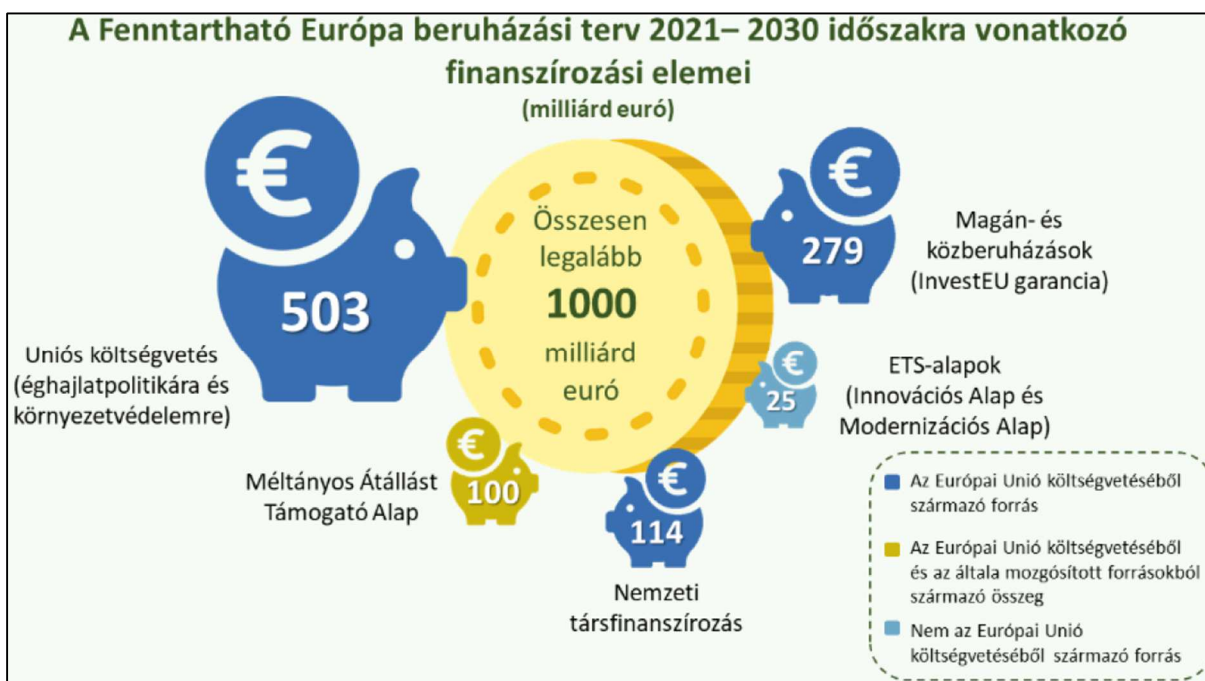 A Fenntartható Európa beruházási terv 2021– 2030 időszakra vonatkozó
finanszírozási elemei
(milliárd euró)
€
503
Uniós költségvetés
(éghajlatpolitikára és
környezetvédelemre)
Összesen
legalább
1000
milliárd
euró
€
279
Magán- és
közberuházások
(InvestEU garancia)
€
25
ETS-alapok
(Innovációs Alap és
Modernizációs Alap)
€
100
Méltányos Átállást
Támogató Alap
€
114
Nemzeti
társfinanszírozás
Az Európai Unió költségvetéséből
származó forrás
Az Európai Unió költségvetéséből
és az általa mozgósított forrásokból
származó összeg
Nem az Európai Unió
költségvetéséből származó forrás